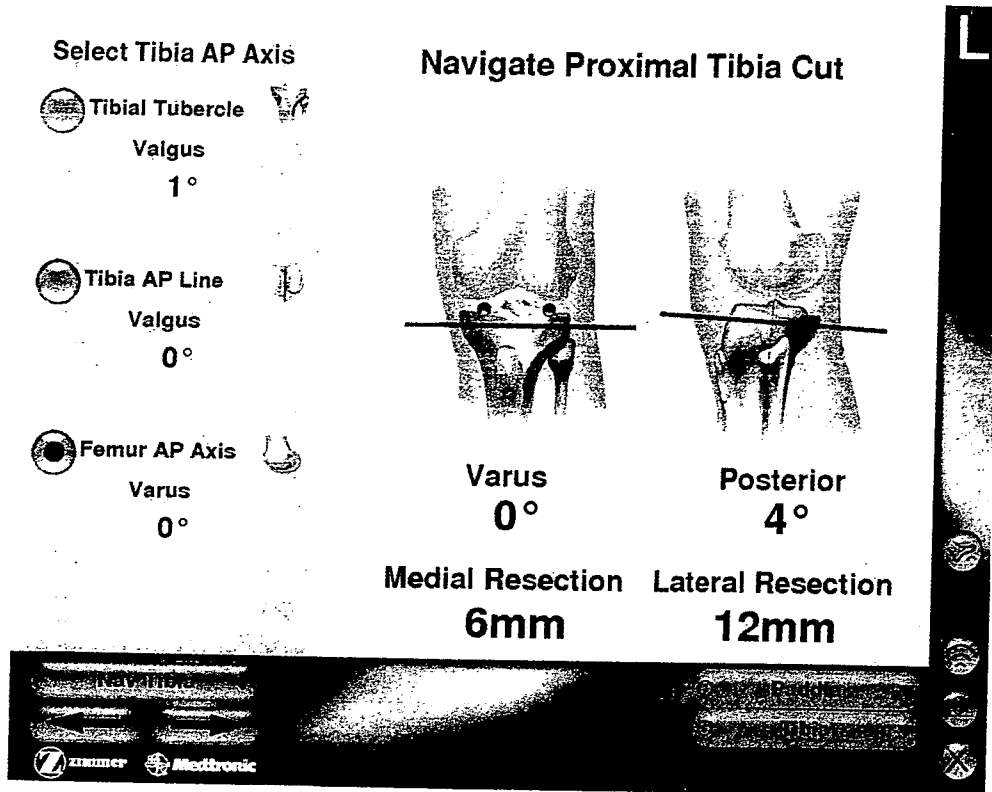 L
Select Tibia AP Axis
Tibial Tubercle
Valgus
1°
Tibia AP Line
Valgus
0°
Femur AP Axis
Varus
0°
Navigate Proximal Tibia Cut
Varus
0°
Posterior
4°
Medial Resection
6mm
Lateral Resection
12mm
zimmer
Medtronic